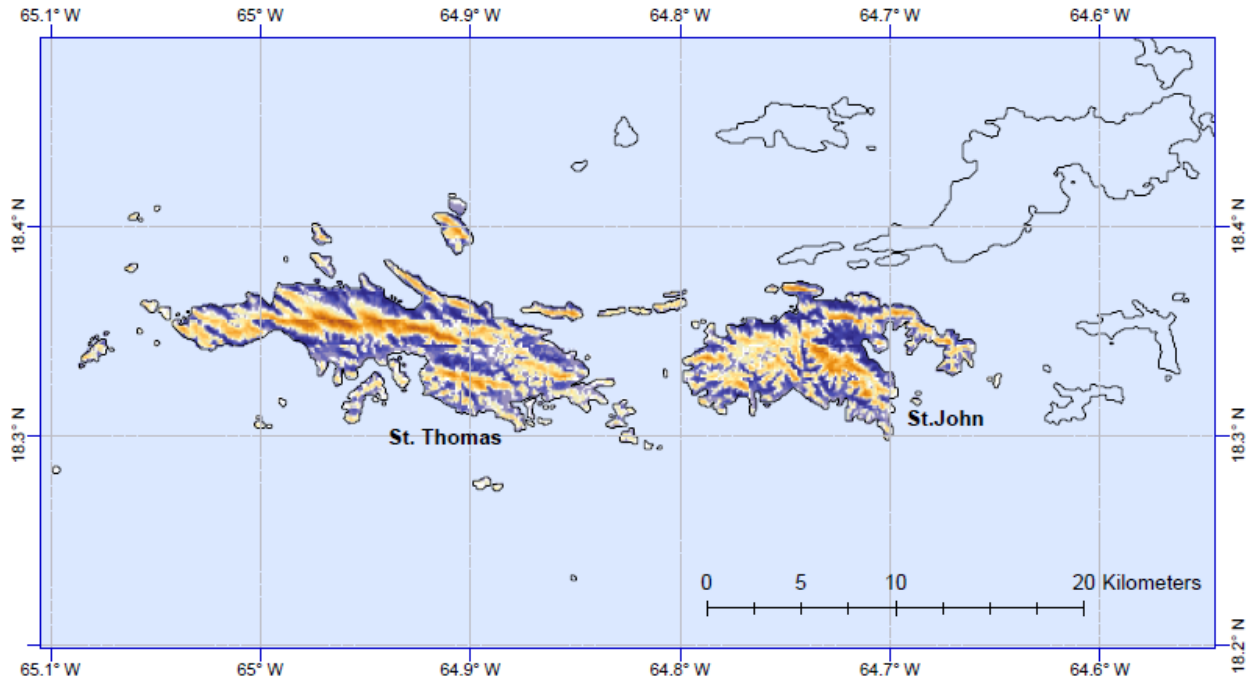 65.1° W 65° W 64.9° W 64.8° W 64.7° W 64.6° W
18.4° N 18.4° N
18.3° N 18.3° N
St. Thomas
St.John
0 5 10 20 Kilometers
18.2° N
65.1° W 65° W 64.9° W 64.8° W 64.7° W 64.6° W